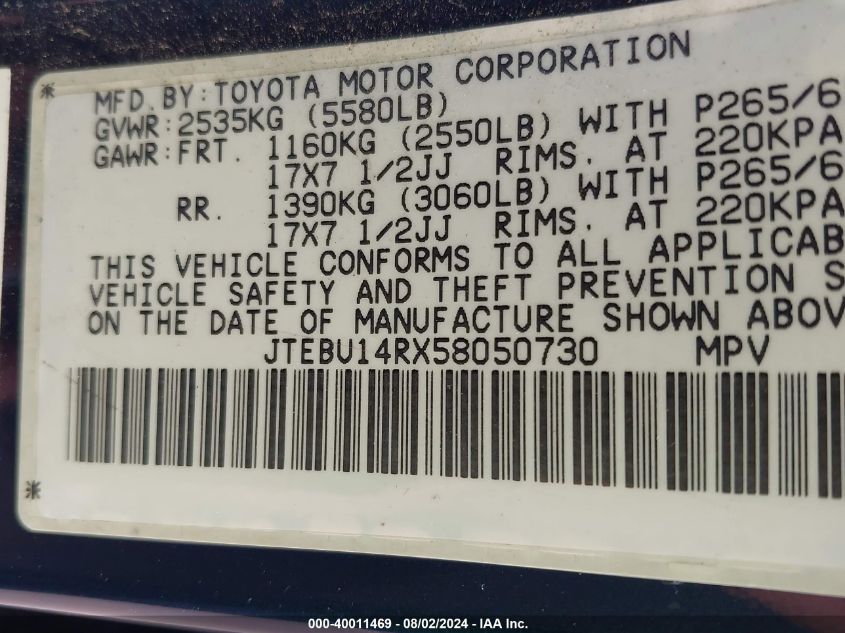 MFD. BY: TOYOTA MOTOR CORPORATION
GVWR: 2535KG (5580LB)
GAWR: FRT. 1160KG (2550LB) WITH P265/6
17X7 1/2JJ RIMS. AT 220KPA
RR. 1390KG (3060LB) WITH P265/6
17X7 1/2JJ RIMS. AT 220KPA
THIS VEHICLE CONFORMS TO ALL APPLICAB
VEHICLE SAFETY AND THEFT PREVENTION S
ON THE DATE OF MANUFACTURE SHOWN ABOV
JTEBU14RX58050730 MPV
000-40011469 - 08/02/2024 - IAA Inc.